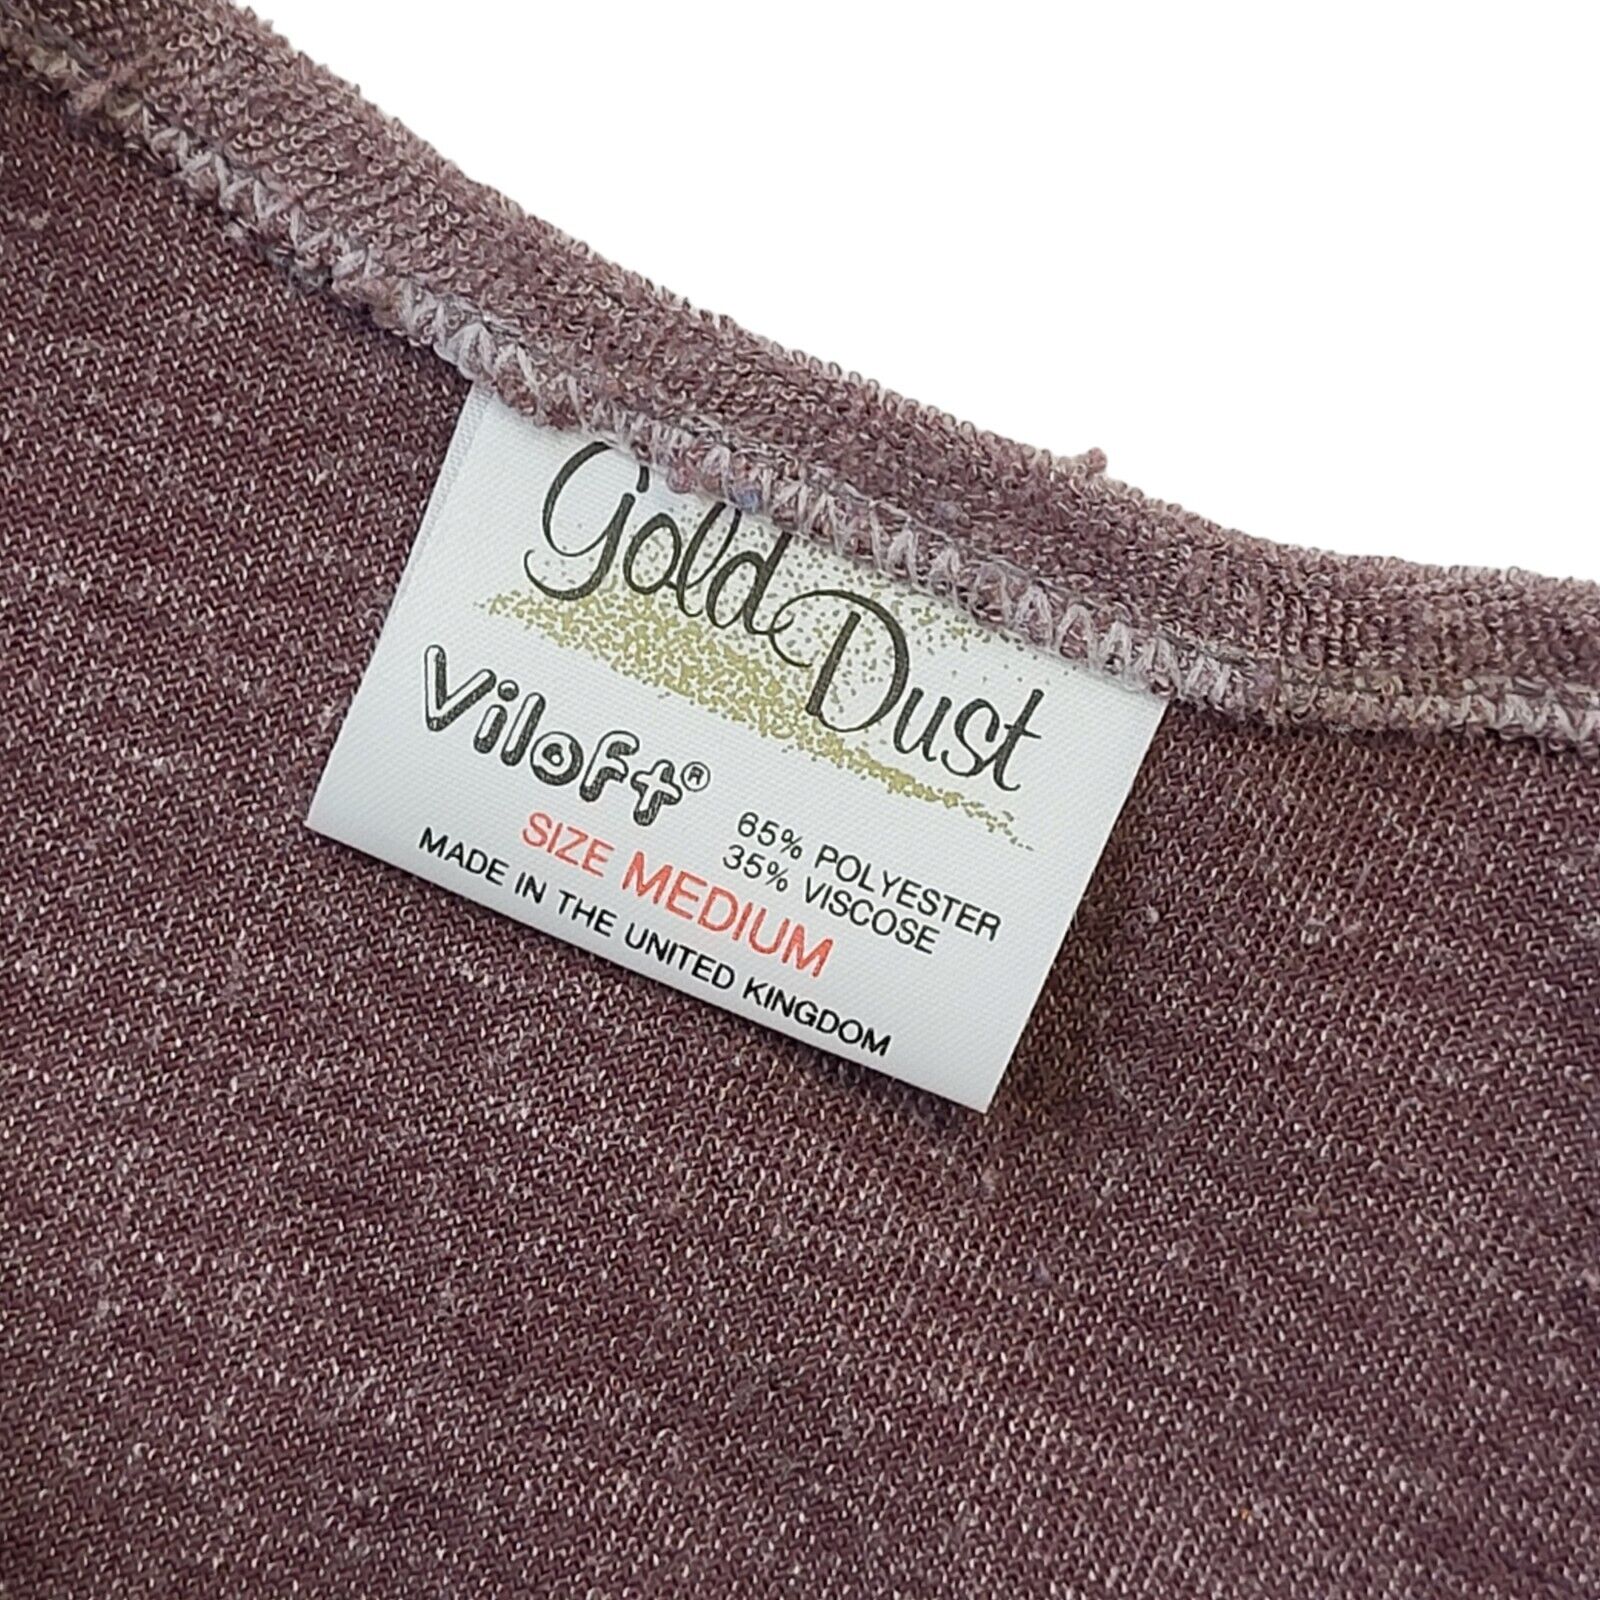 Gold Dust
Viloft®
65% POLYESTER
35% VISCOSE
SIZE MEDIUM
MADE IN THE UNITED KINGDOM